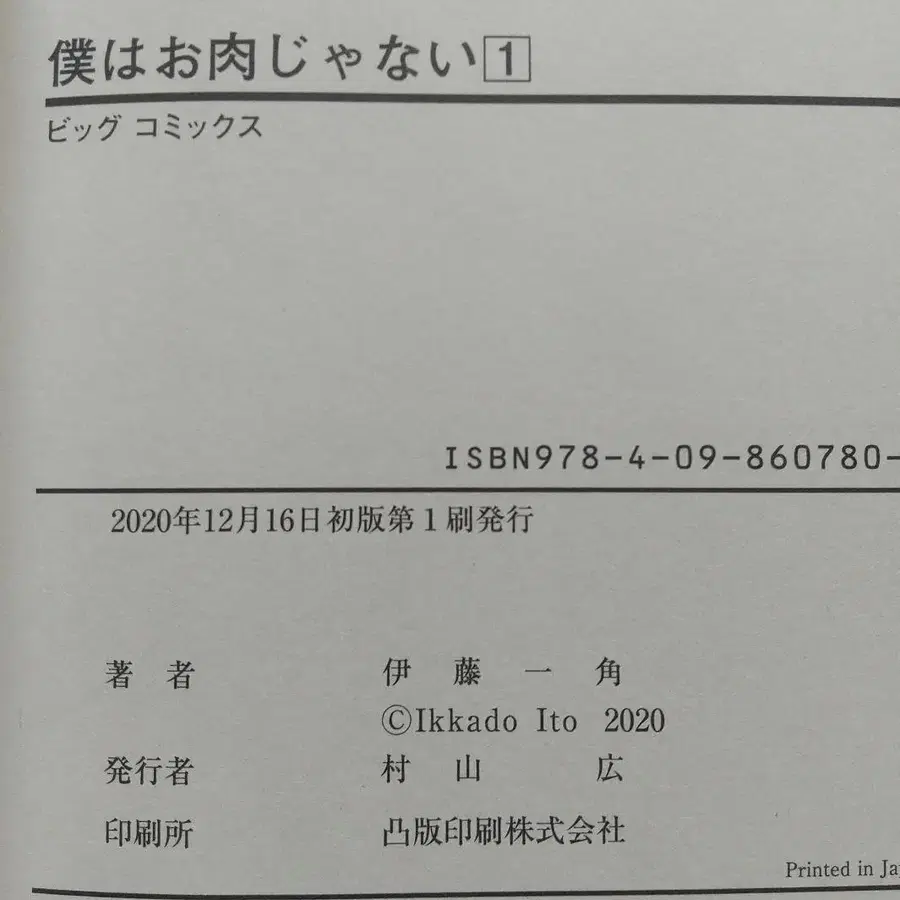 僕はお肉じゃない 1
ビッグ コミックス
ISBN978-4-09-860780-
2020年12月16日初版第1刷発行
著 者 伊 藤 一 角
©Ikkado Ito 2020
発行者 村 山 広
印刷所 凸版印刷株式会社
Printed in Ja